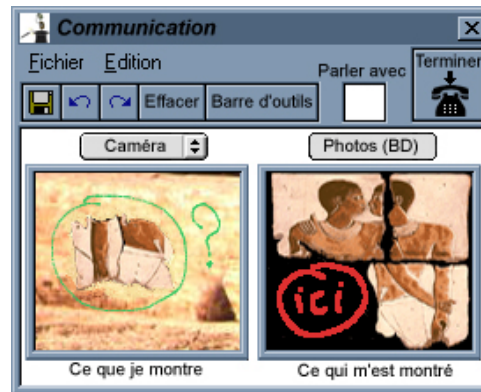 Communication
Fichier Edition
Parler avec
Terminer
Effacer
Barre d'outils
Caméra
Photos (BD)
?
ici
Ce que je montre
Ce qui m'est montré